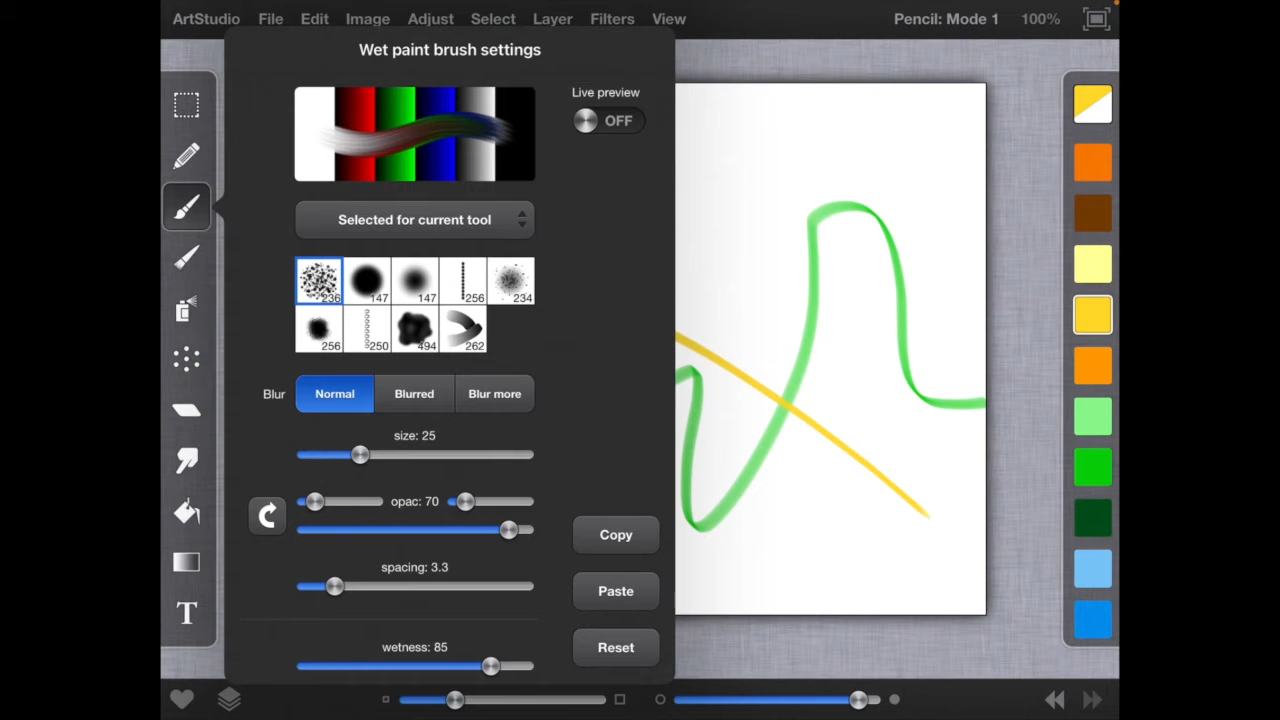 ArtStudio File Edit Image Adjust Select Layer Filters View Pencil: Mode 1 100%
Wet paint brush settings
Live preview
OFF
Selected for current tool
236 147 147 256 234
256 250 494 262
Blur Normal Blurred Blur more
size: 25
opac: 70
Copy
spacing: 3.3
Paste
T
wetness: 85
Reset